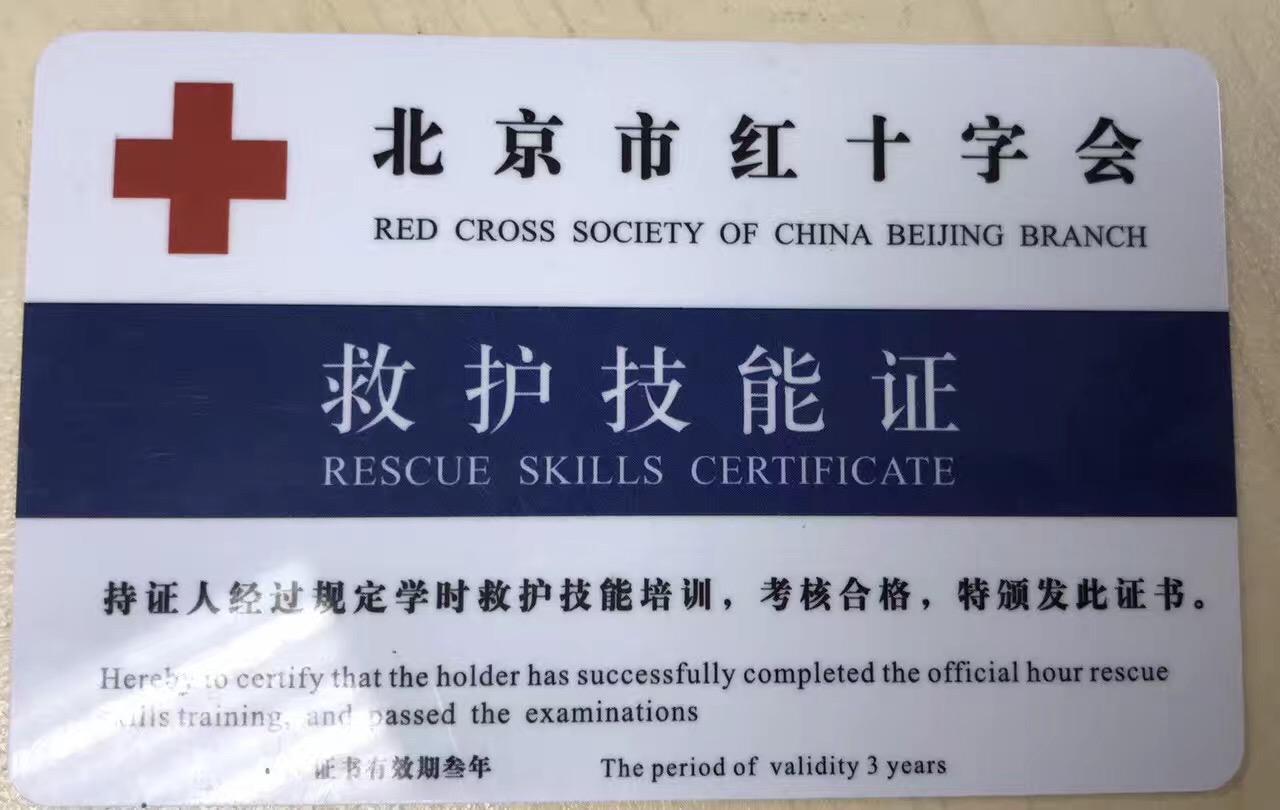 北京市红十字会
RED CROSS SOCIETY OF CHINA BEIJING BRANCH
救护技能证
RESCUE SKILLS CERTIFICATE
持证人经过规定学时救护技能培训，考核合格，特颁发此证书。
Hereby to certify that the holder has successfully completed the official hour rescue
skills training, and passed the examinations
证书有效期叁年 The period of validity 3 years